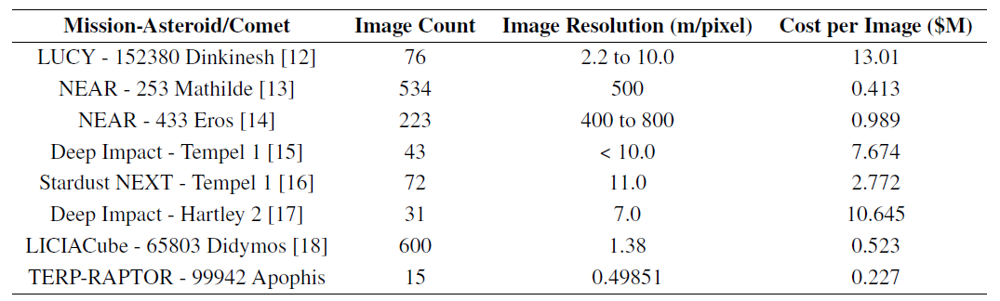 Mission-Asteroid/Comet Image Count Image Resolution (m/pixel) Cost per Image ($M)
LUCY - 152380 Dinkinesh [12] 76 2.2 to 10.0 13.01
NEAR - 253 Mathilde [13] 534 500 0.413
NEAR - 433 Eros [14] 223 400 to 800 0.989
Deep Impact - Tempel 1 [15] 43 < 10.0 7.674
Stardust NEXT - Tempel 1 [16] 72 11.0 2.772
Deep Impact - Hartley 2 [17] 31 7.0 10.645
LICIACube - 65803 Didymos [18] 600 1.38 0.523
TERP-RAPTOR - 99942 Apophis 15 0.49851 0.227